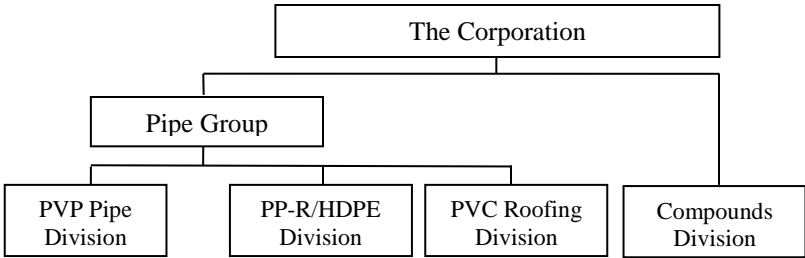 The Corporation
Pipe Group
PVP Pipe
Division
PP-R/HDPE
Division
PVC Roofing
Division
Compounds
Division